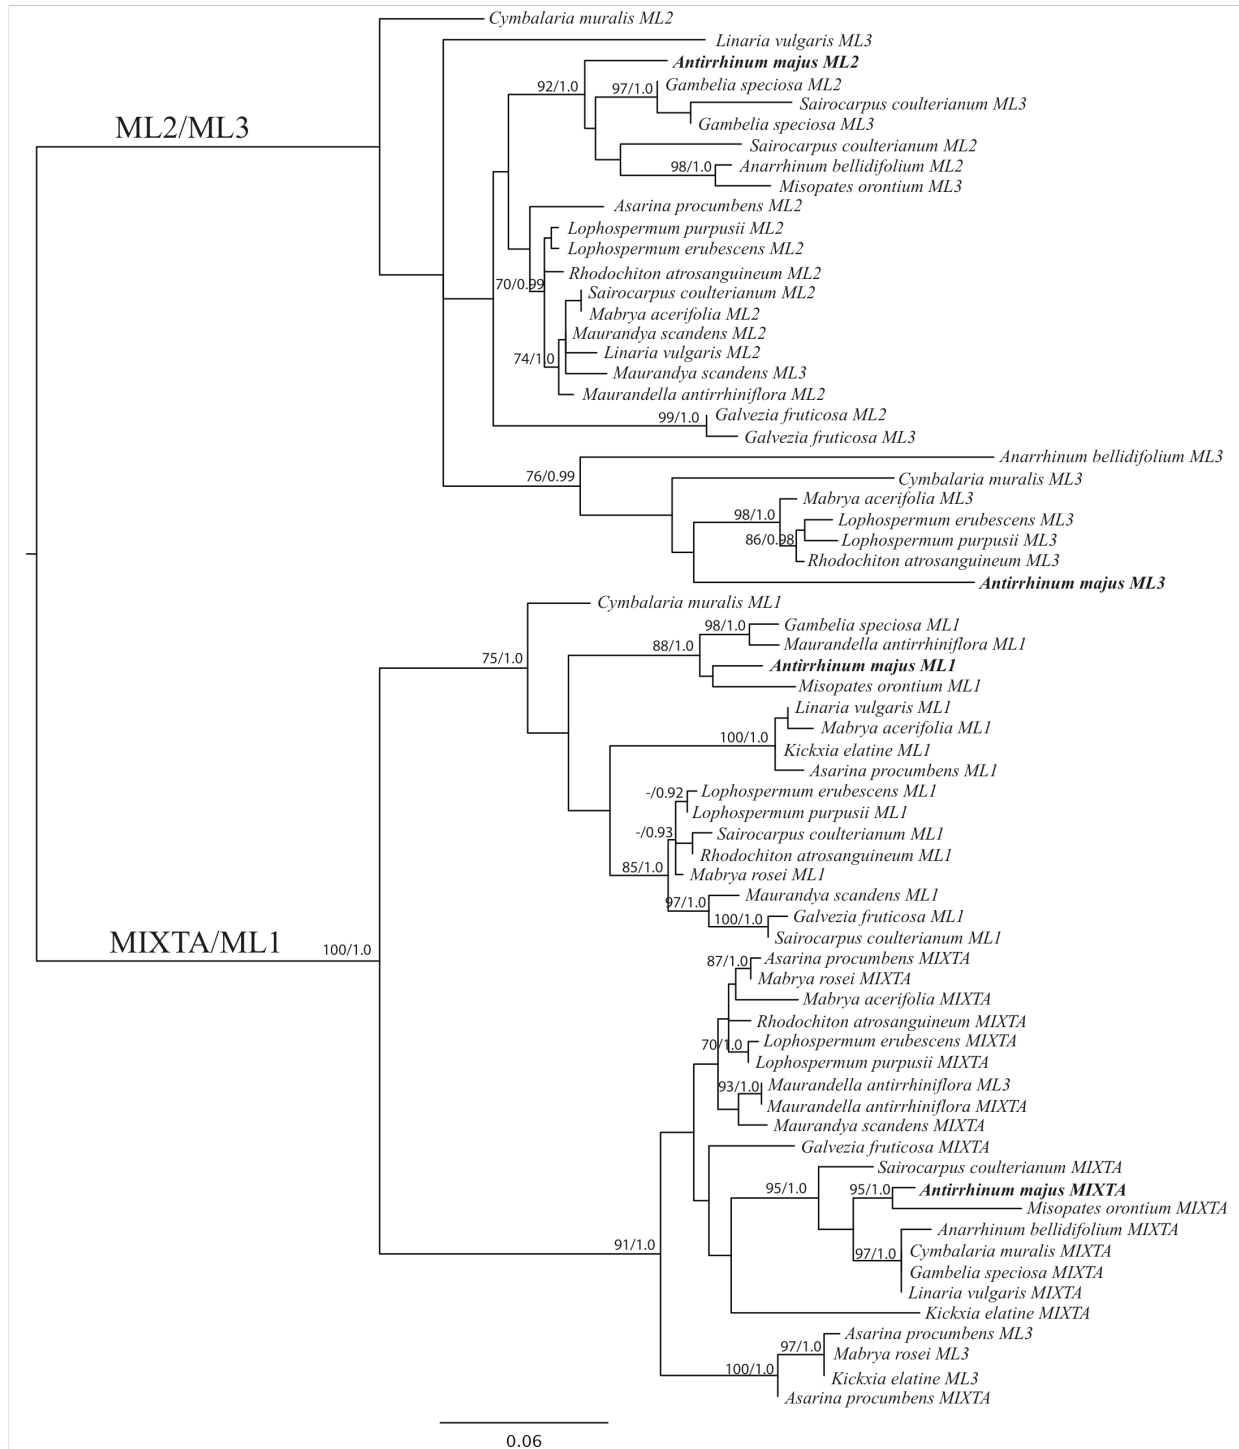 Cymbalaria muralis ML2
Linaria vulgaris ML3
Antirrhinum majus ML2
92/1.0
97/1.0
Gambelia speciosa ML2
Sairocarpus coulterianum ML3
Gambelia speciosa ML3
ML2/ML3
Sairocarpus coulterianum ML2
98/1.0
Anarrhinum bellidifolium ML2
Misopates orontium ML3
Asarina procumbens ML2
Lophospermum purpusii ML2
Lophospermum erubescens ML2
Rhodochiton atrosanguineum ML2
70/0.99
Sairocarpus coulterianum ML2
Mabrya acerifolia ML2
Maurandya scandens ML2
Linaria vulgaris ML2
74/1.0
Maurandya scandens ML3
Maurandella antirrhiniflora ML2
99/1.0
Galvezia fruticosa ML2
Galvezia fruticosa ML3
Anarrhinum bellidifolium ML3
76/0.99
Cymbalaria muralis ML3
Mabrya acerifolia ML3
98/1.0
Lophospermum erubescens ML3
86/0.98
Lophospermum purpusii ML3
Rhodochiton atrosanguineum ML3
Antirrhinum majus ML3
Cymbalaria muralis ML1
98/1.0
Gambelia speciosa ML1
88/1.0
Maurandella antirrhiniflora ML1
75/1.0
Antirrhinum majus ML1
Misopates orontium ML1
Linaria vulgaris ML1
Mabrya acerifolia ML1
100/1.0
Kickxia elatine ML1
Asarina procumbens ML1
-/0.92
Lophospermum erubescens ML1
Lophospermum purpusii ML1
-/0.93
Sairocarpus coulterianum ML1
Rhodochiton atrosanguineum ML1
85/1.0
Mabrya rosei ML1
97/1.0
Maurandya scandens ML1
100/1.0
Galvezia fruticosa ML1
Sairocarpus coulterianum ML1
MIXTA/ML1
100/1.0
87/1.0
Asarina procumbens MIXTA
Mabrya rosei MIXTA
Mabrya acerifolia MIXTA
Rhodochiton atrosanguineum MIXTA
70/1.0
Lophospermum erubescens MIXTA
Lophospermum purpusii MIXTA
93/1.0
Maurandella antirrhiniflora ML3
Maurandella antirrhiniflora MIXTA
Maurandya scandens MIXTA
Galvezia fruticosa MIXTA
Sairocarpus coulterianum MIXTA
95/1.0
95/1.0
Antirrhinum majus MIXTA
Misopates orontium MIXTA
Anarrhinum bellidifolium MIXTA
91/1.0
97/1.0
Cymbalaria muralis MIXTA
Gambelia speciosa MIXTA
Linaria vulgaris MIXTA
Kickxia elatine MIXTA
Asarina procumbens ML3
97/1.0
Mabrya rosei ML3
100/1.0
Kickxia elatine ML3
Asarina procumbens MIXTA
0.06